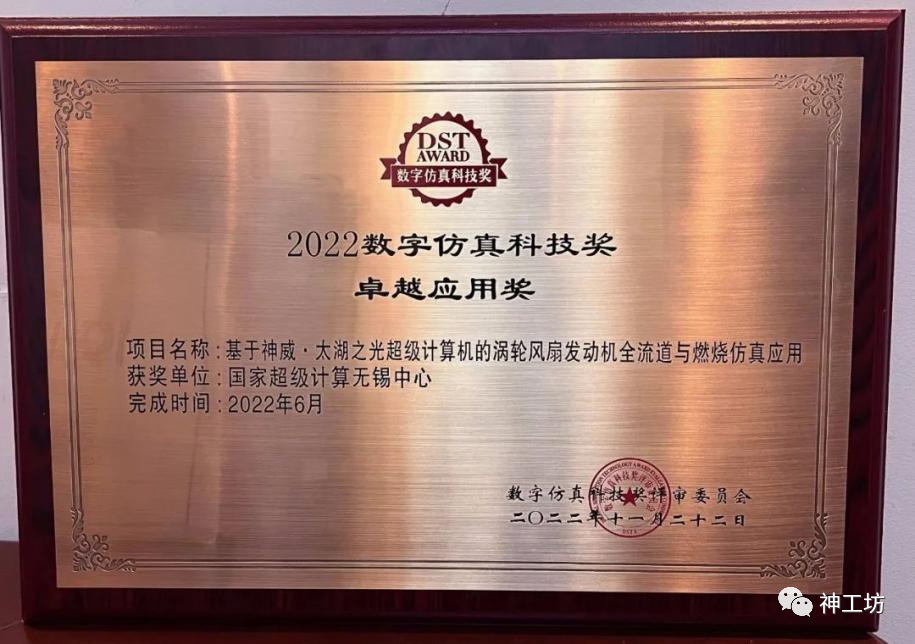 DST
AWARD
数字仿真科技奖
2022数字仿真科技奖
卓越应用奖
项目名称：基于神威·太湖之光超级计算机的涡轮风扇发动机全流道与燃烧仿真应用
获奖单位：国家超级计算无锡中心
完成时间：2022年6月
数字仿真科技奖评审委员会
二〇二二年十一月二十二日
神工坊